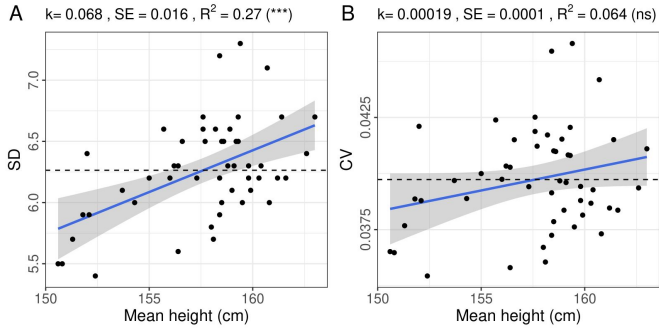 A
k= 0.068 , SE = 0.016 , R² = 0.27 (***)
SD
7.0
6.5
6.0
5.5
150
155
160
Mean height (cm)
B
k= 0.00019 , SE = 0.0001 , R² = 0.064 (ns)
CV
0.0425
0.0375
150
155
160
Mean height (cm)